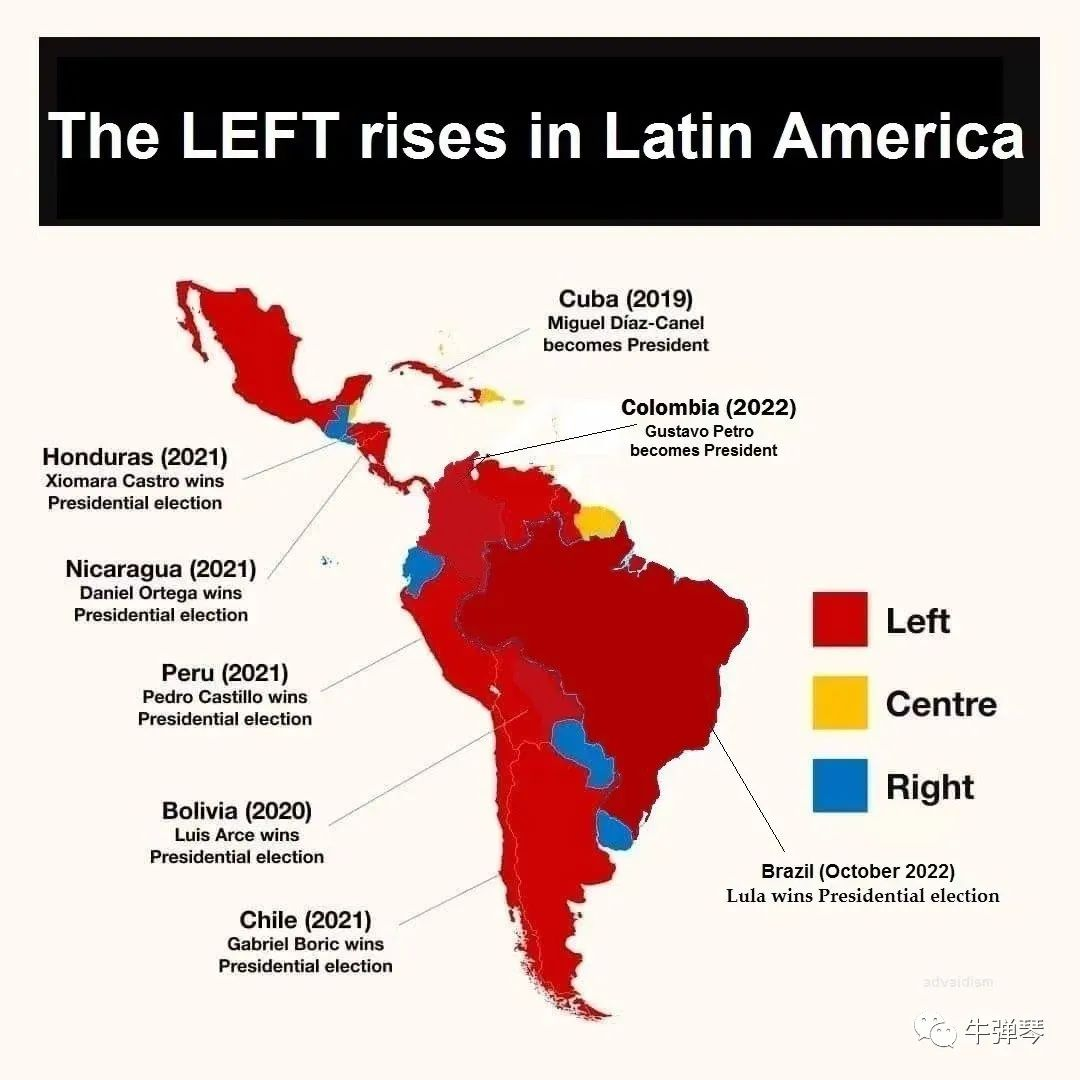 The LEFT rises in Latin America
Cuba (2019)
Miguel Díaz-Canel
becomes President
Colombia (2022)
Gustavo Petro
becomes President
Honduras (2021)
Xiomara Castro wins
Presidential election
Nicaragua (2021)
Daniel Ortega wins
Presidential election
Peru (2021)
Pedro Castillo wins
Presidential election
Bolivia (2020)
Luis Arce wins
Presidential election
Chile (2021)
Gabriel Boric wins
Presidential election
Left
Centre
Right
Brazil (October 2022)
Lula wins Presidential election
advaidism
牛弹琴